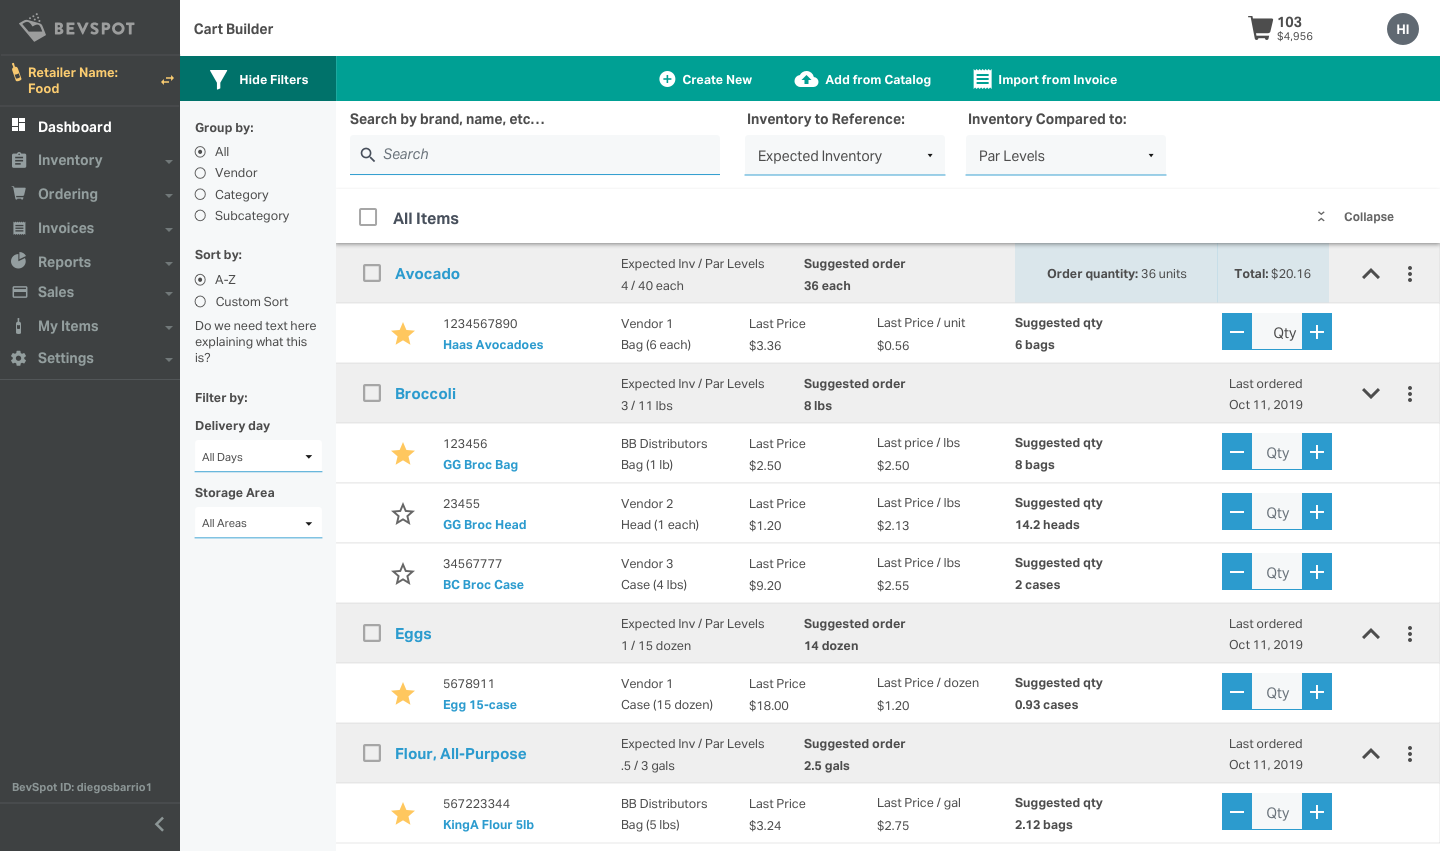 BEVSPOT
Retailer Name:
Food
Dashboard
Inventory
Ordering
Invoices
Reports
Sales
My Items
Settings
BevSpot ID: diegosbarrio1
Cart Builder
103
$4,956
HI
Hide Filters
Create New
Add from Catalog
Import from Invoice
Group by:
All
Vendor
Category
Subcategory
Sort by:
A-Z
Custom Sort
Do we need text here
explaining what this
is?
Filter by:
Delivery day
All Days
Storage Area
All Areas
Search by brand, name, etc...
Search
Inventory to Reference:
Expected Inventory
Inventory Compared to:
Par Levels
All Items
Collapse
Avocado
Expected Inv / Par Levels
4 / 40 each
Suggested order
36 each
Order quantity: 36 units
Total: $20.16
1234567890
Haas Avocadoes
Vendor 1
Bag (6 each)
Last Price
$3.36
Last Price / unit
$0.56
Suggested qty
6 bags
Qty
Broccoli
Expected Inv / Par Levels
3 / 11 lbs
Suggested order
8 lbs
Last ordered
Oct 11, 2019
123456
GG Broc Bag
BB Distributors
Bag (1 lb)
Last Price
$2.50
Last price / lbs
$2.50
Suggested qty
8 bags
Qty
23455
GG Broc Head
Vendor 2
Head (1 each)
Last Price
$1.20
Last Price / lbs
$2.13
Suggested qty
14.2 heads
Qty
34567777
BC Broc Case
Vendor 3
Case (4 lbs)
Last Price
$9.20
Last Price / lbs
$2.55
Suggested qty
2 cases
Qty
Eggs
Expected Inv / Par Levels
1 / 15 dozen
Suggested order
14 dozen
Last ordered
Oct 11, 2019
5678911
Egg 15-case
Vendor 1
Case (15 dozen)
Last Price
$18.00
Last Price / dozen
$1.20
Suggested qty
0.93 cases
Qty
Flour, All-Purpose
Expected Inv / Par Levels
.5 / 3 gals
Suggested order
2.5 gals
Last ordered
Oct 11, 2019
567223344
KingA Flour 5lb
BB Distributors
Bag (5 lbs)
Last Price
$3.24
Last Price / gal
$2.75
Suggested qty
2.12 bags
Qty